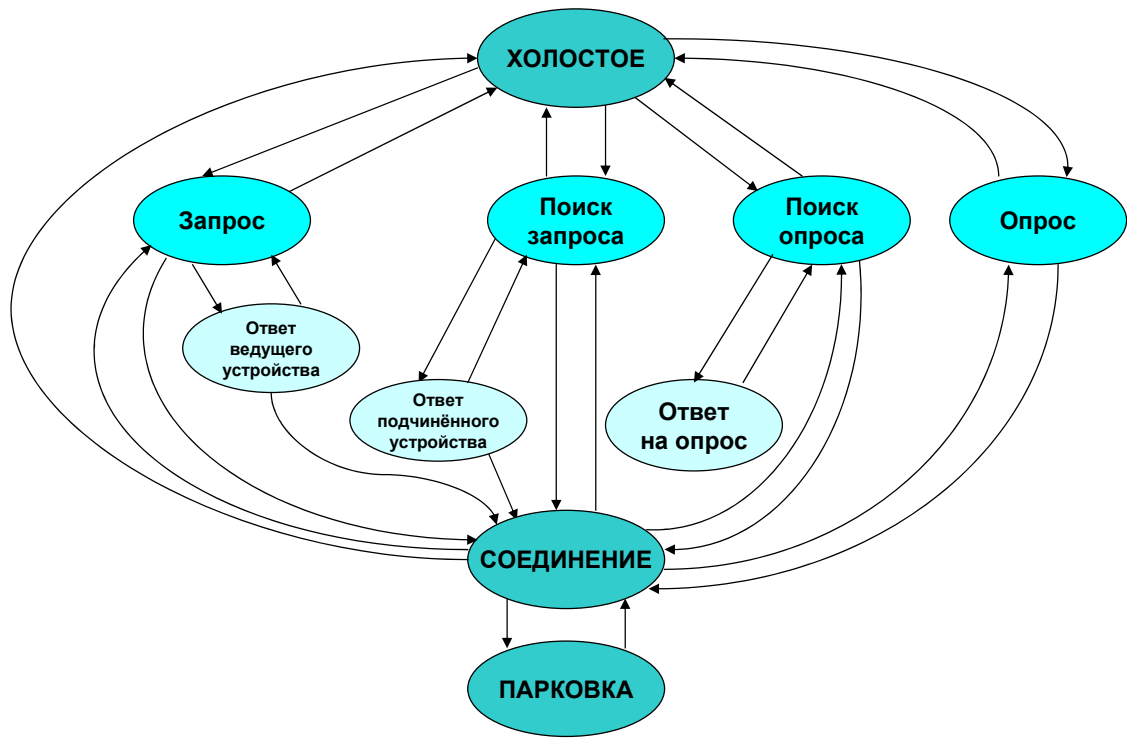 ХОЛОСТОЕ
Запрос
Поиск
запроса
Поиск
опроса
Опрос
Ответ
ведущего
устройства
Ответ
подчинённого
устройства
Ответ
на опрос
СОЕДИНЕНИЕ
ПАРКОВКА